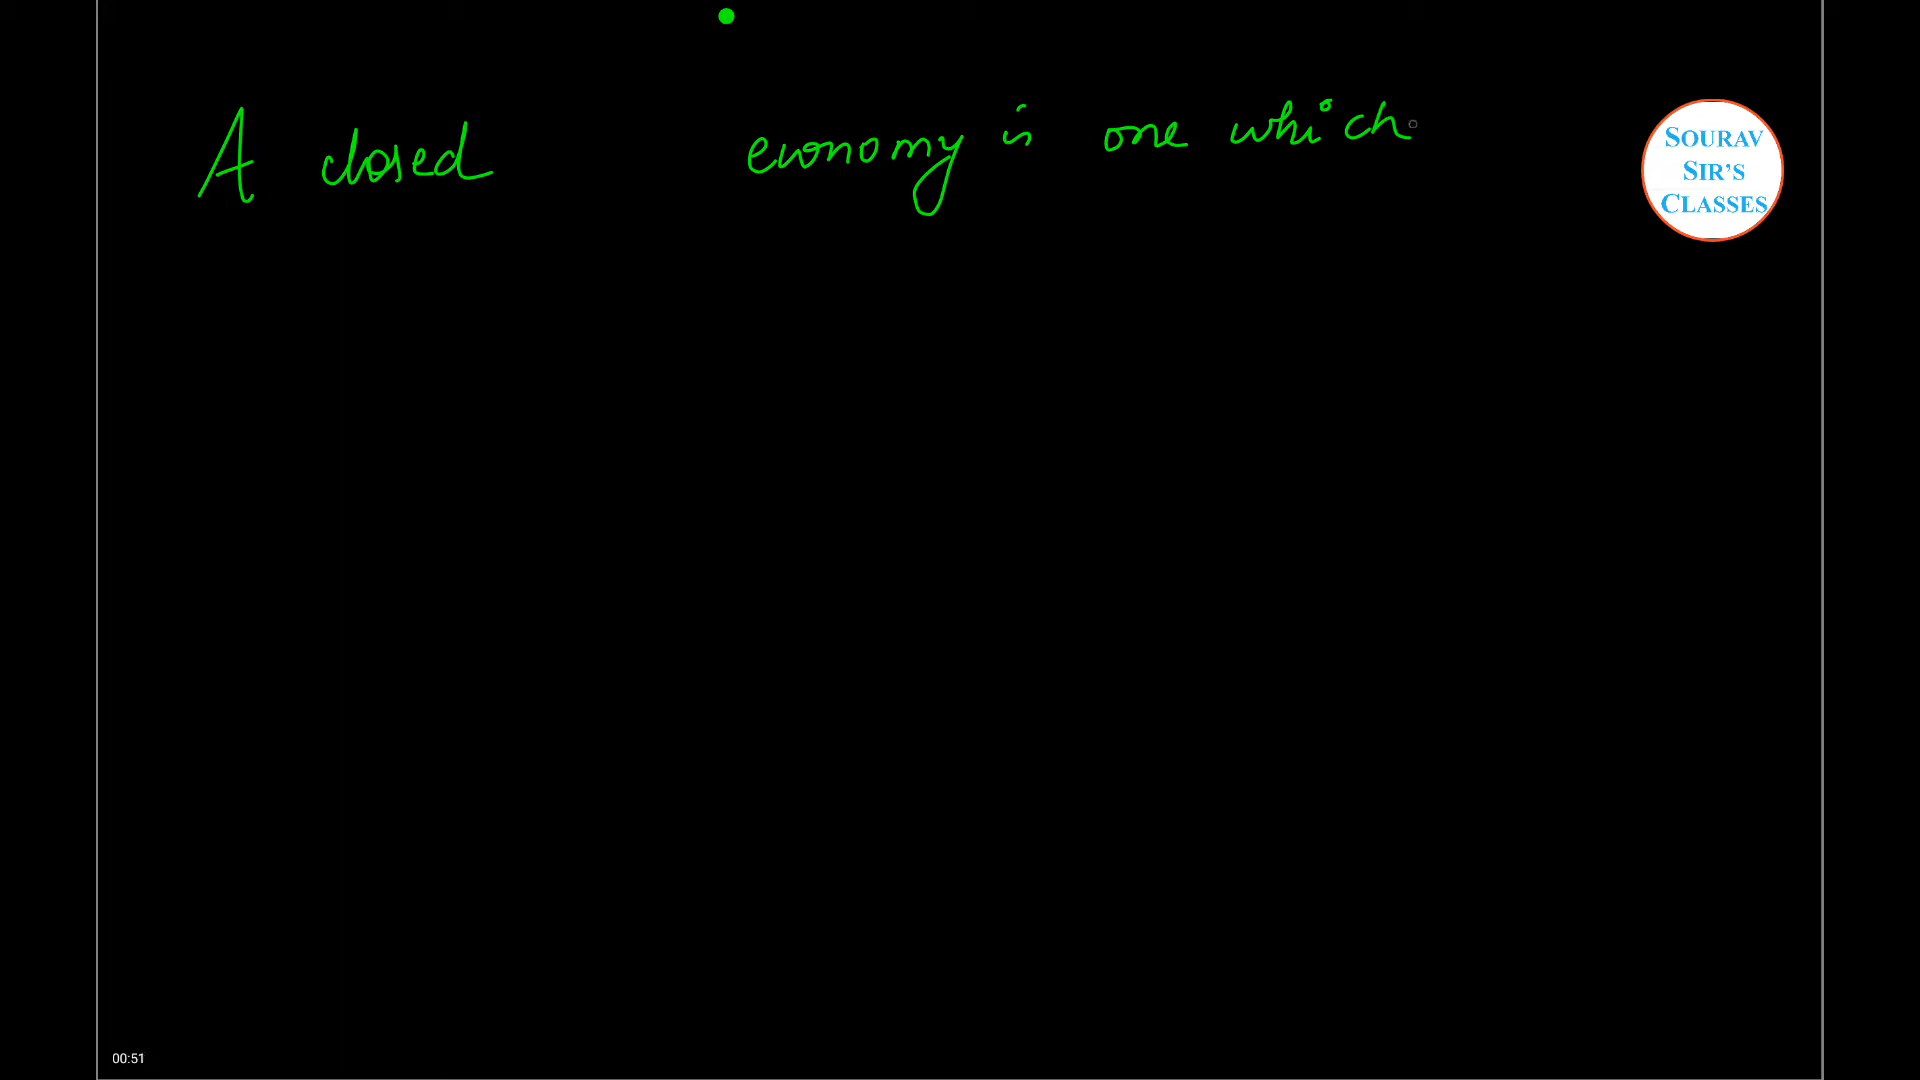 A closed economy is one which
SOURAV
SIR'S
CLASSES
00:51